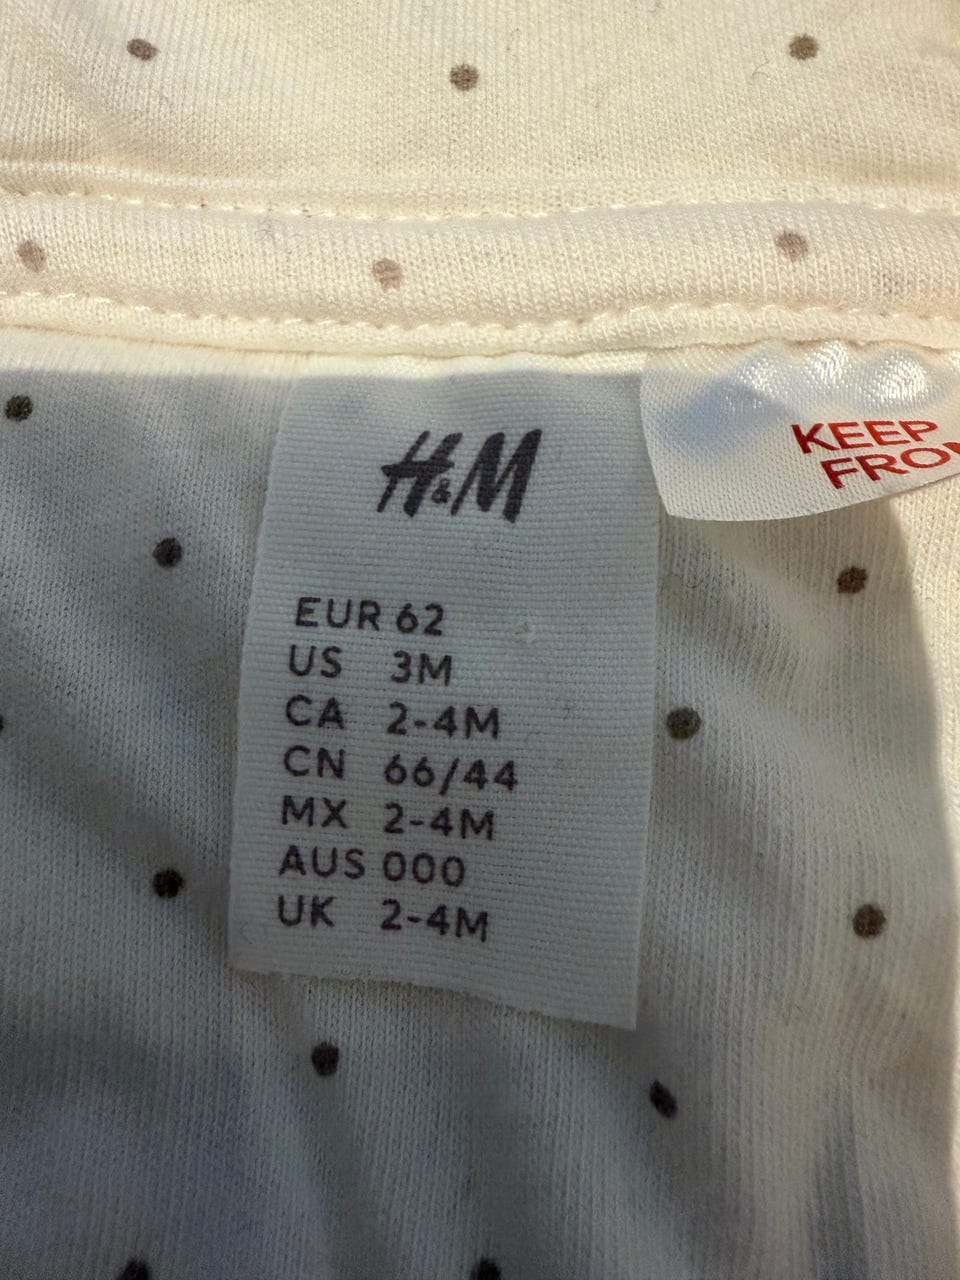 H&M
EUR 62
US 3M
CA 2-4M
CN 66/44
MX 2-4M
AUS 000
UK 2-4M
KEEP